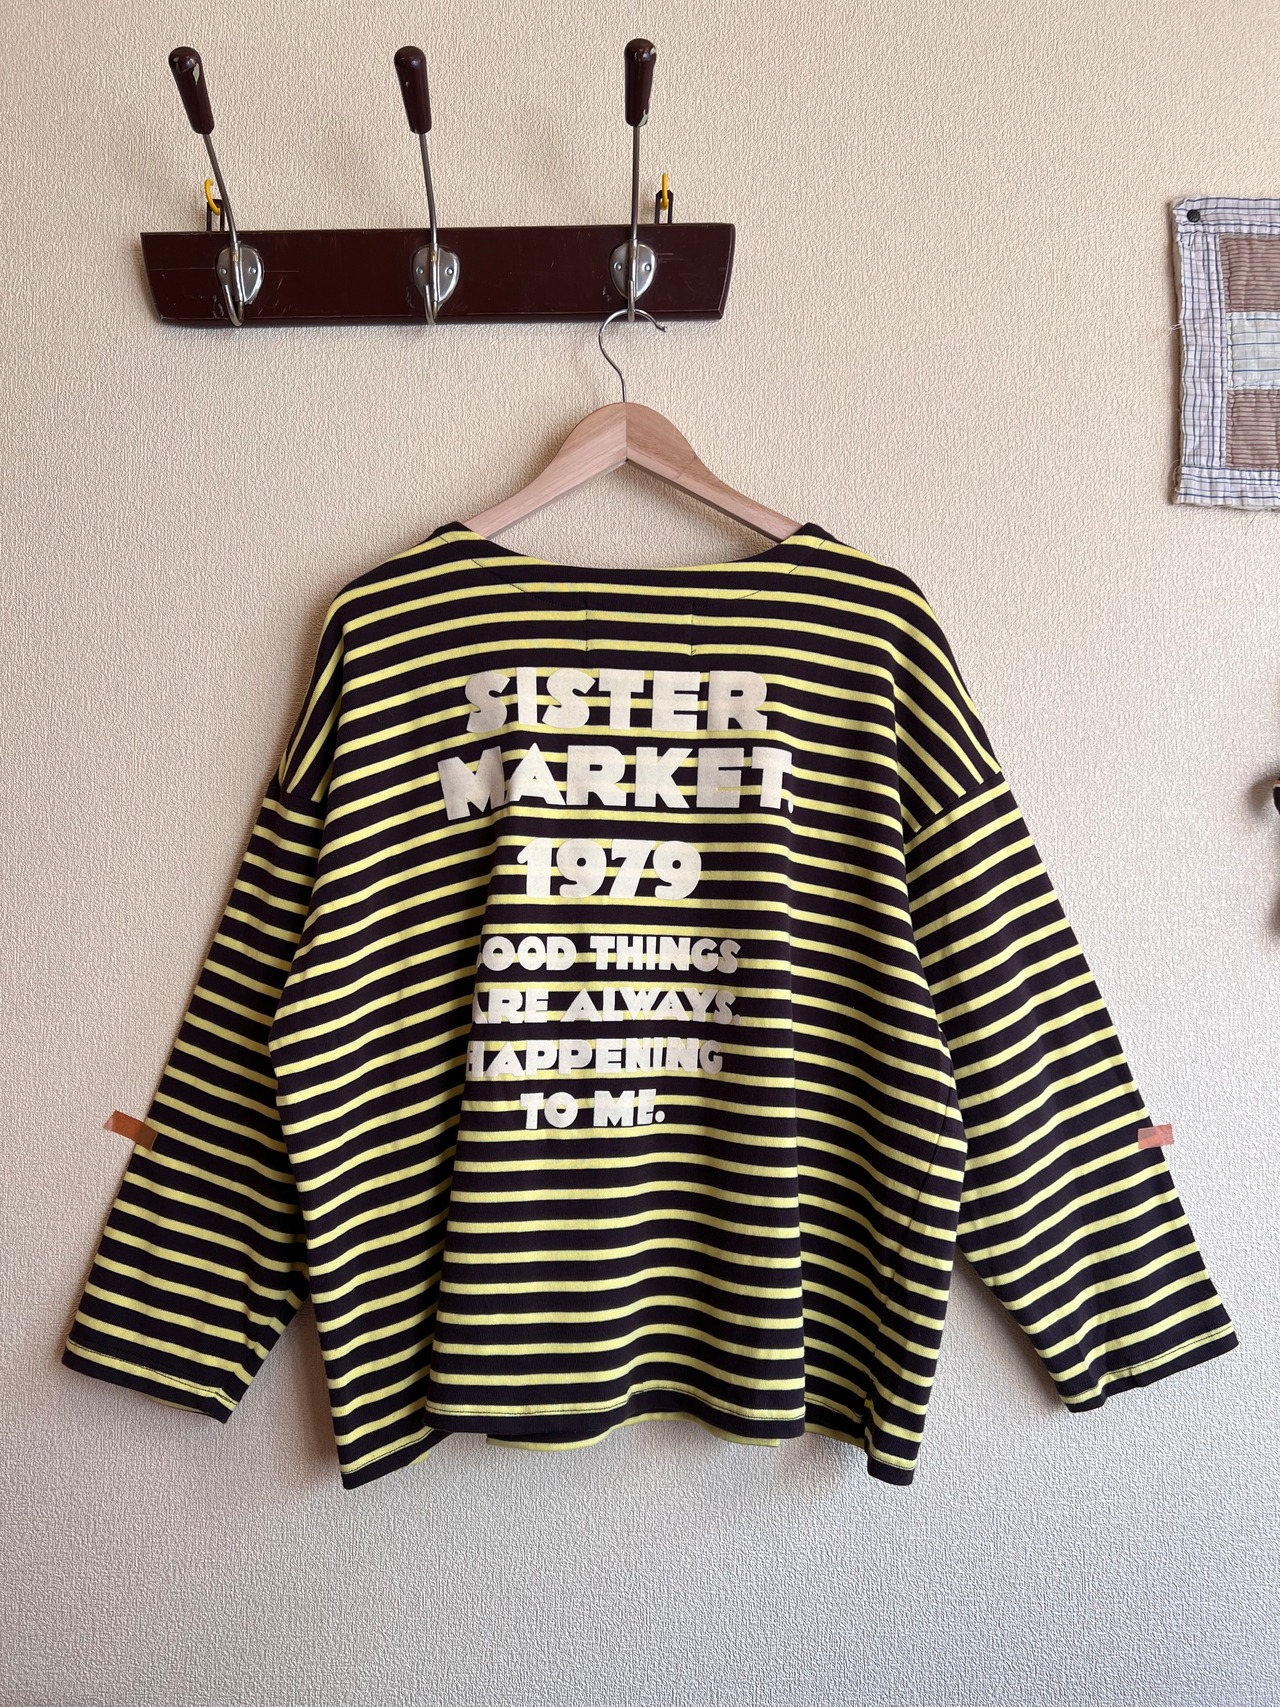 SISTER
MARKET.
1979
GOOD THINGS
ARE ALWAYS.
HAPPENING
TO ME.